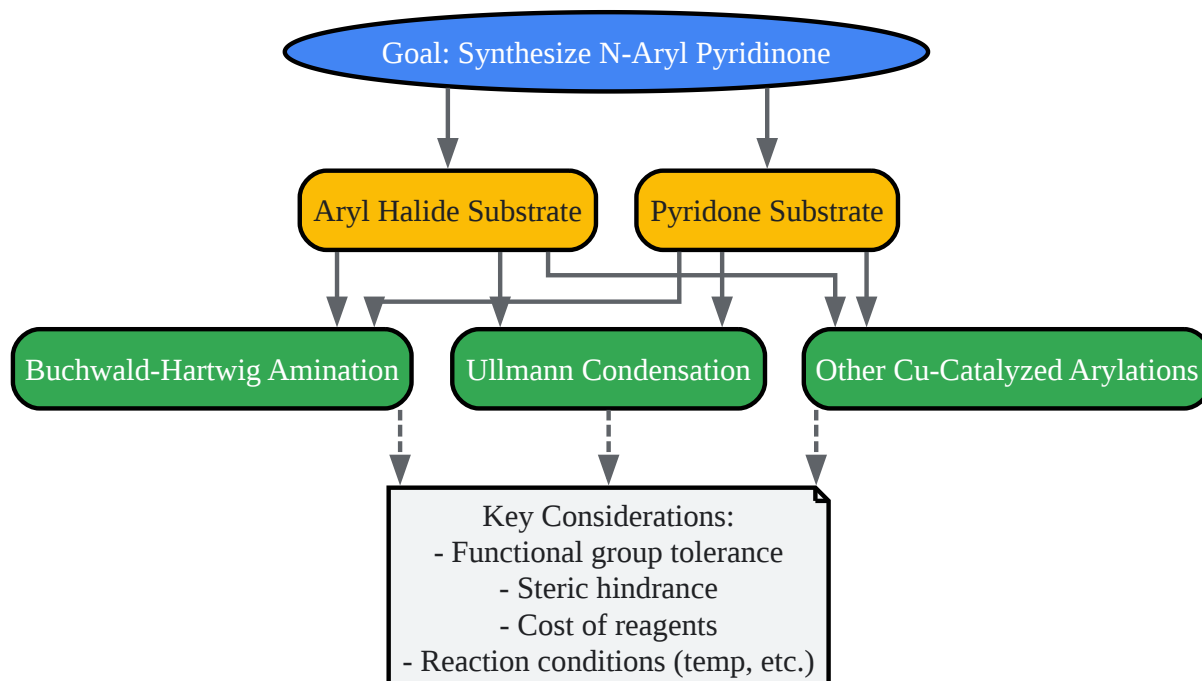 Goal: Synthesize N-Aryl Pyridinone
Aryl Halide Substrate
Pyridone Substrate
Buchwald-Hartwig Amination
Ullmann Condensation
Other Cu-Catalyzed Arylations
Key Considerations:
- Functional group tolerance
- Steric hindrance
- Cost of reagents
- Reaction conditions (temp, etc.)